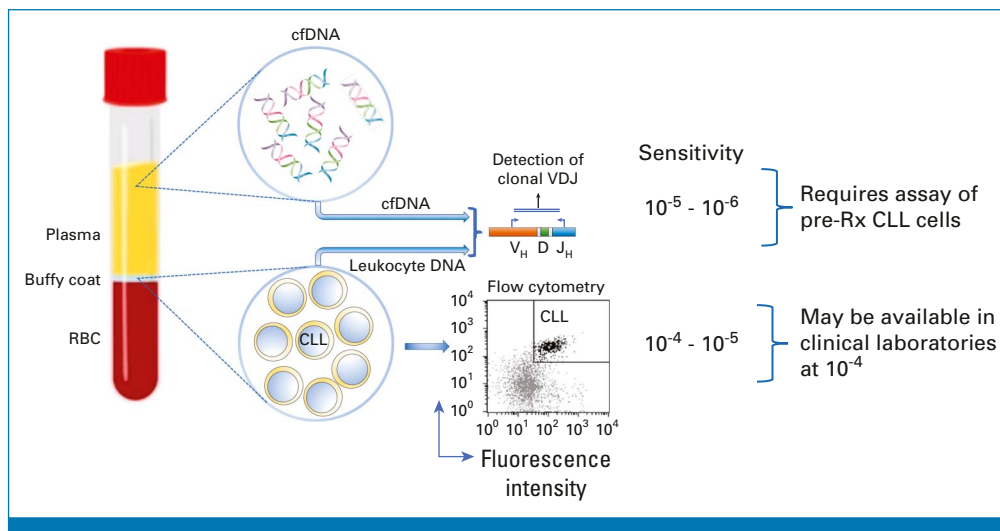 cfDNA
Plasma
Buffy coat
RBC
cfDNA
Leukocyte DNA
CLL
Detection of
clonal VDJ
V_H D J_H
Flow cytometry
CLL
10⁴
10³
10²
10¹
10⁰
10⁰ 10¹ 10² 10³ 10⁴
Fluorescence
intensity
Sensitivity
10⁻⁵ - 10⁻⁶
Requires assay of
pre-Rx CLL cells
10⁻⁴ - 10⁻⁵
May be available in
clinical laboratories
at 10⁻⁴